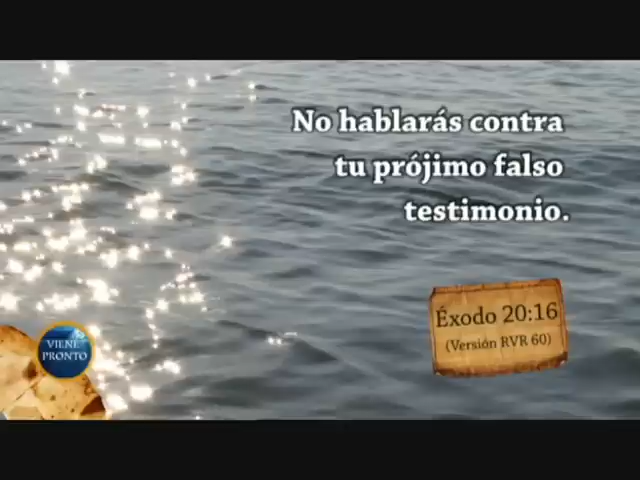 No hablarás contra
tu prójimo falso
testimonio.
Éxodo 20:16
(Versión RVR 60)
VIENE
PRONTO